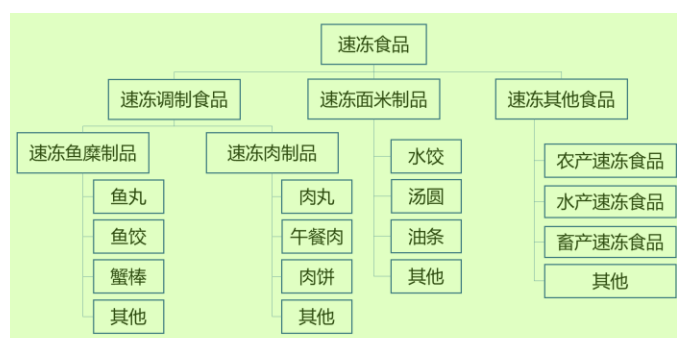 速冻食品
速冻调制食品
速冻面米制品
速冻其他食品
速冻鱼糜制品
速冻肉制品
鱼丸
鱼饺
蟹棒
其他
肉丸
午餐肉
肉饼
其他
水饺
汤圆
油条
其他
农产速冻食品
水产速冻食品
畜产速冻食品
其他